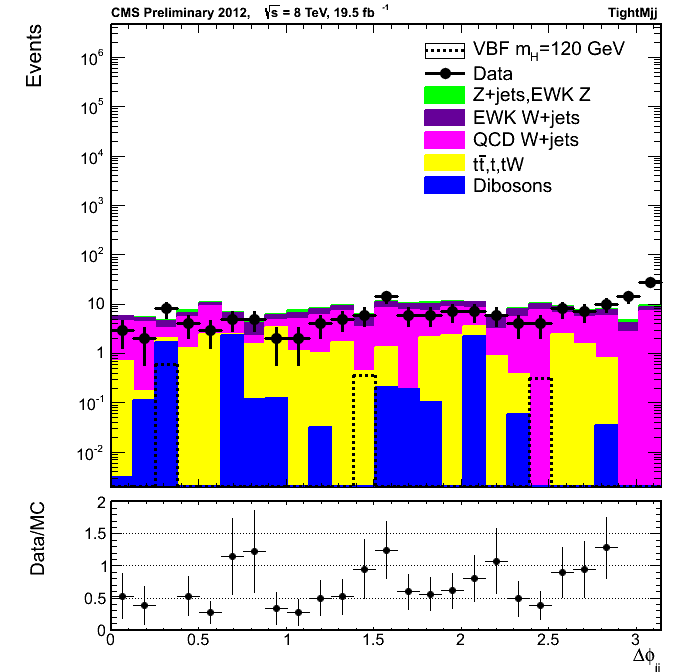 CMS Preliminary 2012, √s = 8 TeV, 19.5 fb⁻¹ TightMjj
Events
10⁶
10⁵
10⁴
10³
10²
10
1
10⁻¹
10⁻²
VBF m_H=120 GeV
Data
Z+jets,EWK Z
EWK W+jets
QCD W+jets
tt̄,t,tW
Dibosons
Data/MC
2
1.5
1
0.5
0
0 0.5 1 1.5 2 2.5 3
Δϕ_jj